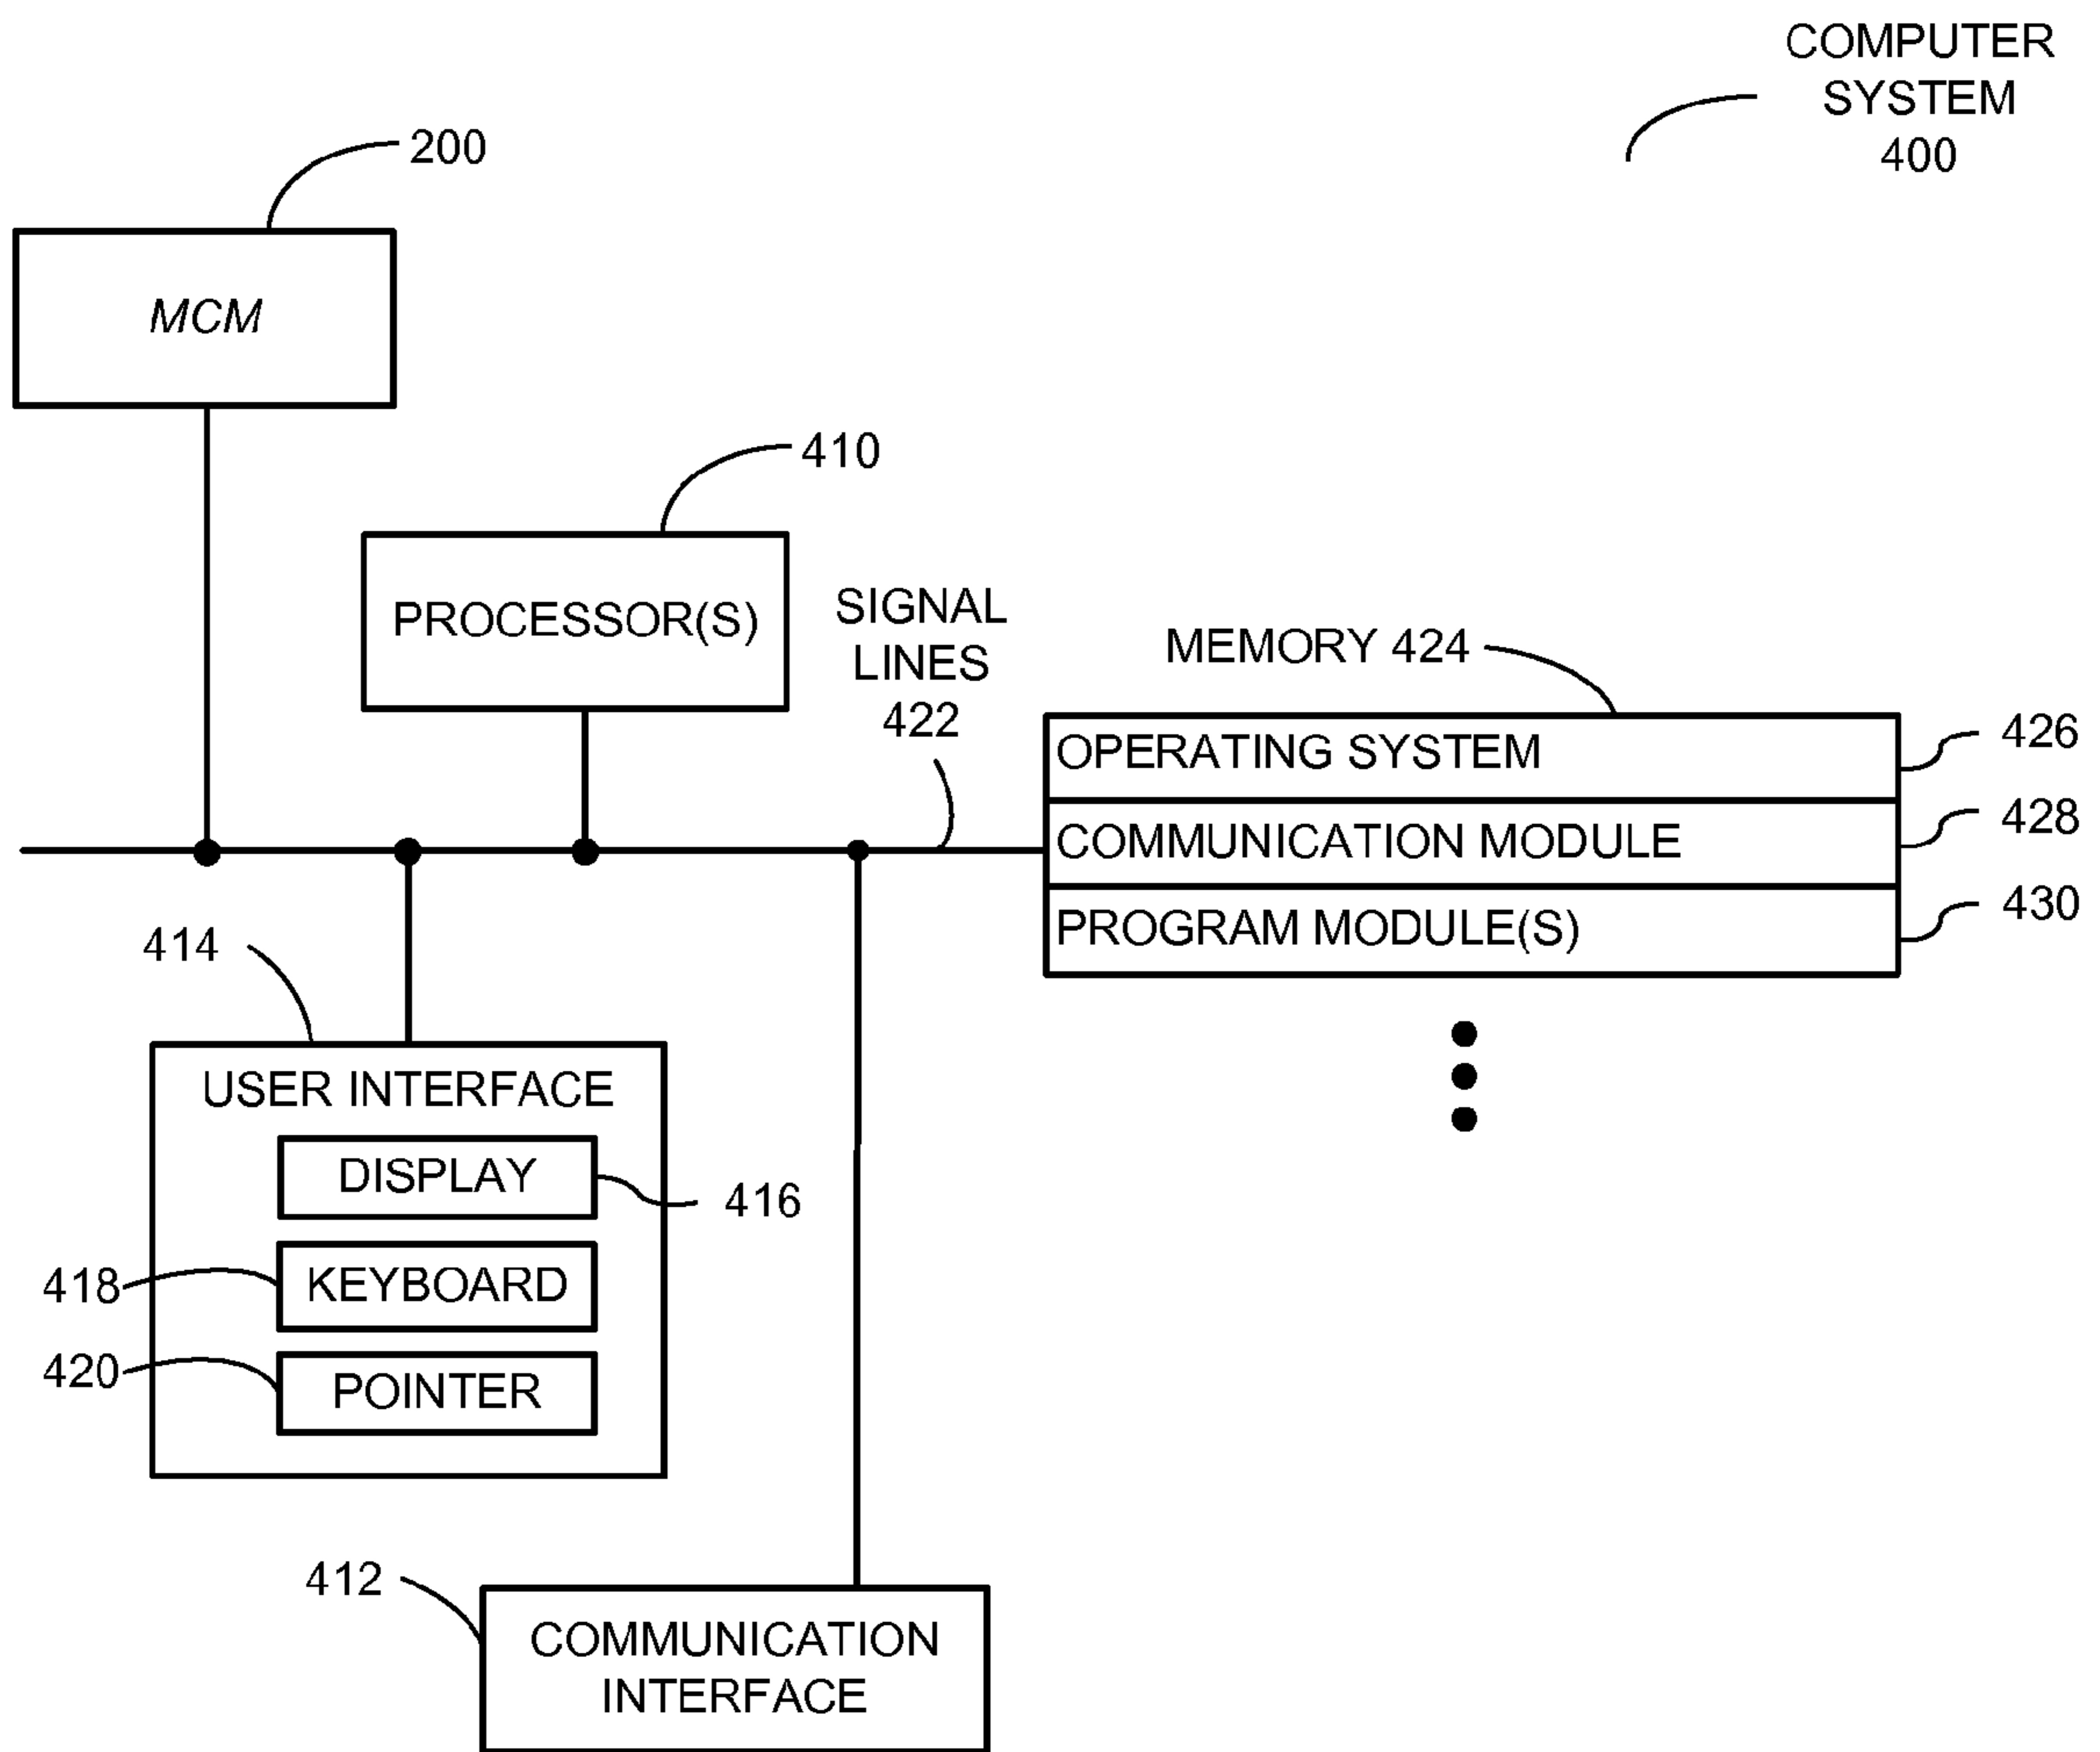 COMPUTER
SYSTEM
400
200
MCM
410
PROCESSOR(S)
SIGNAL
LINES
422
MEMORY 424
OPERATING SYSTEM
426
COMMUNICATION MODULE
428
PROGRAM MODULE(S)
430
414
USER INTERFACE
DISPLAY
416
418
KEYBOARD
420
POINTER
412
COMMUNICATION
INTERFACE